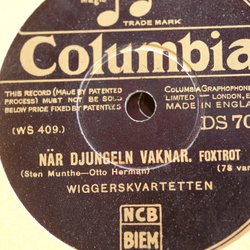 TRADE MARK
Columbia
THIS RECORD (MADE BY PATENTED
PROCESS) MUST NOT BE SOLD
BELOW PRICE FIXED BY PATENTEES
COLUMBIA GRAPHOPHONE
LIMITED — LONDON, E
MADE IN ENGL
(WS 409.)
DS 70
NÄR DJUNGELN VAKNAR. FOXTROT
(Sten Munthe—Otto Herman)
(78 var
WIGGERSKVARTETTEN
NCB
BIEM